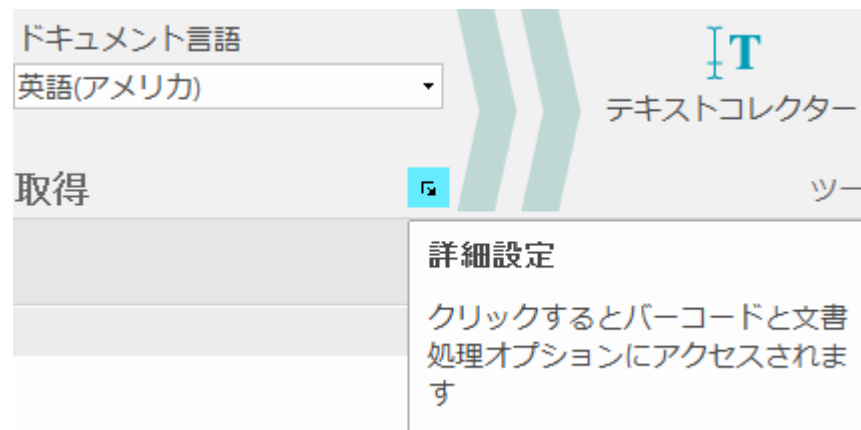 ドキュメント言語
英語(アメリカ)
テキストコレクター
取得
ツー
詳細設定
クリックするとバーコードと文書
処理オプションにアクセスされま
す